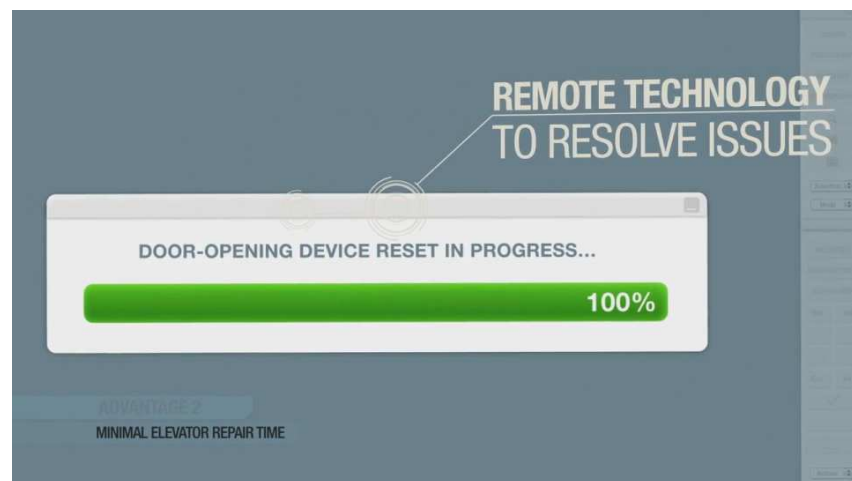 REMOTE TECHNOLOGY
TO RESOLVE ISSUES
DOOR-OPENING DEVICE RESET IN PROGRESS...
100%
ADVANTAGE 2
MINIMAL ELEVATOR REPAIR TIME